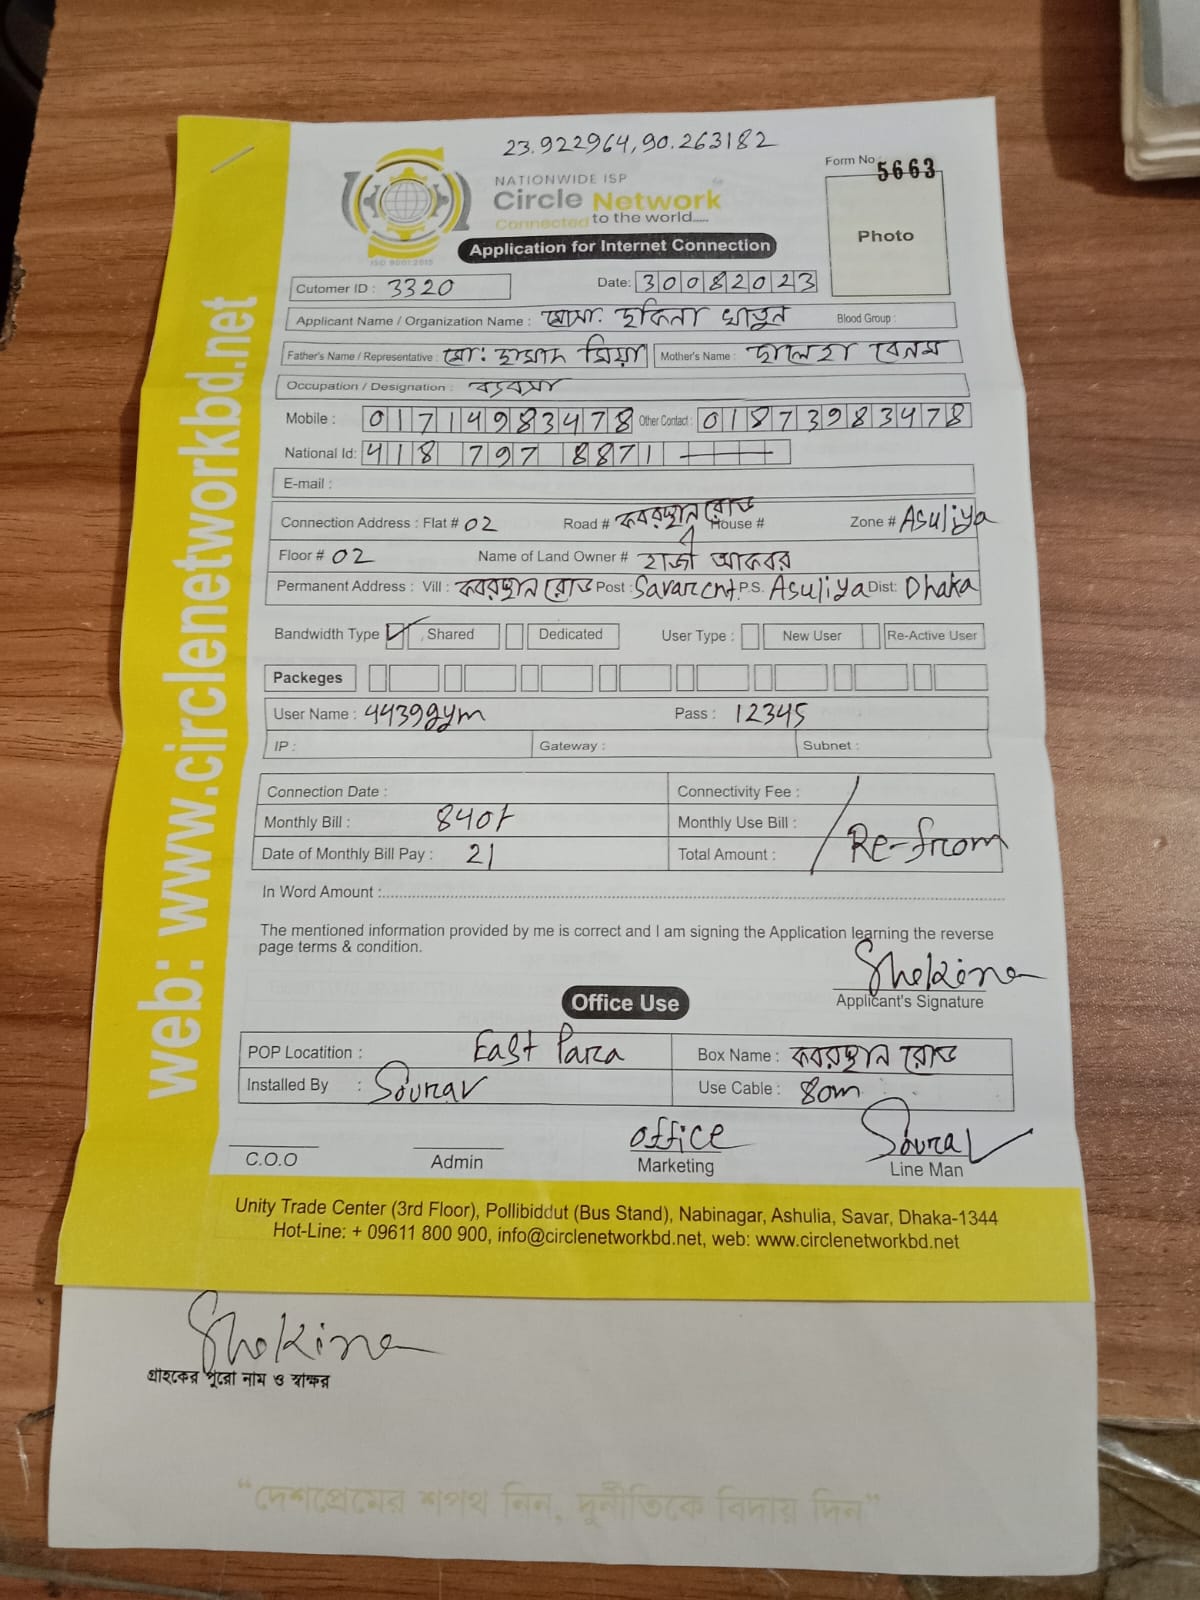 23.922964, 90.263182
Form No 5663
NATIONWIDE ISP
Circle Network
Connected to the world.....
ISO 9001:2015
Photo
Application for Internet Connection
Cutomer ID : 3320 Date: 30082023
Applicant Name / Organization Name : মোসা: ছকিনা খাতুন Blood Group :
Father's Name / Representative : মো: মিয়া Mother's Name : ছালেহা বেগম
Occupation / Designation : ব্যবসা
Mobile : 01714983478 Other Contact : 01873983478
National Id: 418 797 8871
E-mail :
Connection Address : Flat # 02 Road # কবরস্থান রোড House # Zone # Asuliya
Floor # 02 Name of Land Owner # হাজী আকবর
Permanent Address : Vill : কবরস্থান রোড Post : Savar cnt P.S. Asuliya Dist: Dhaka
Bandwidth Type Shared Dedicated User Type : New User Re-Active User
Packeges
User Name : 4439gym Pass : 12345
IP : Gateway : Subnet :
Connection Date : Connectivity Fee :
Monthly Bill : 840/ Monthly Use Bill :
Date of Monthly Bill Pay : 21 Total Amount : Re-from
In Word Amount :
The mentioned information provided by me is correct and I am signing the Application learning the reverse
page terms & condition.
Shekina
Applicant's Signature
Office Use
POP Locatition : East Para Box Name : কবরস্থান রোড
Installed By : Sourav Use Cable : 80m
office Sourav
C.O.O Admin Marketing Line Man
Unity Trade Center (3rd Floor), Pollibiddut (Bus Stand), Nabinagar, Ashulia, Savar, Dhaka-1344
Hot-Line: + 09611 800 900, info@circlenetworkbd.net, web: www.circlenetworkbd.net
web: www.circlenetworkbd.net
Shekina
গ্রাহকের পুরো নাম ও স্বাক্ষর
“দেশপ্রেমের শপথ নিন, দুর্নীতিকে বিদায় দিন”